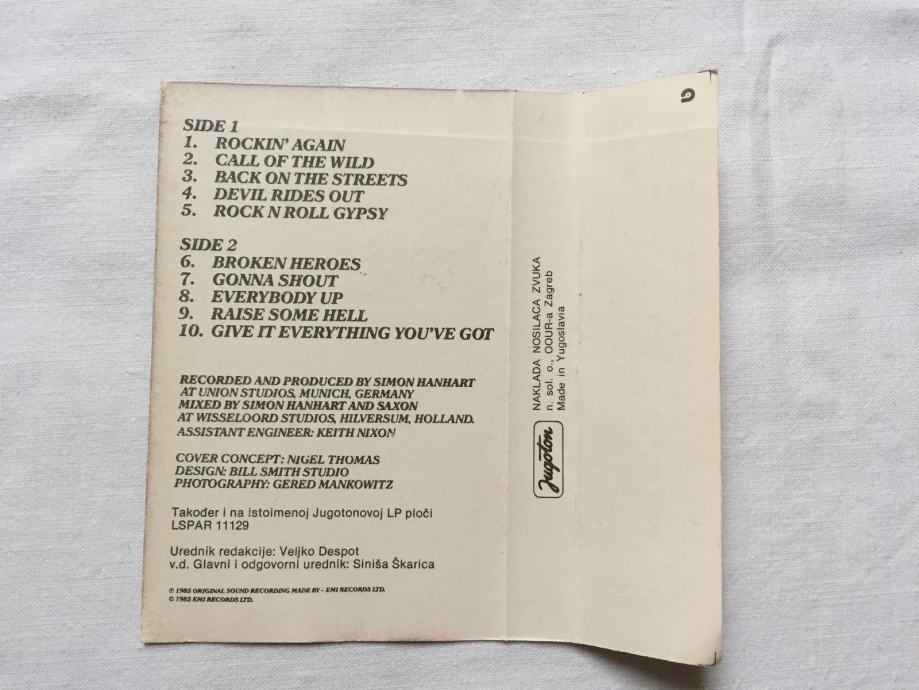 SIDE 1
1. ROCKIN' AGAIN
2. CALL OF THE WILD
3. BACK ON THE STREETS
4. DEVIL RIDES OUT
5. ROCK N ROLL GYPSY
SIDE 2
6. BROKEN HEROES
7. GONNA SHOUT
8. EVERYBODY UP
9. RAISE SOME HELL
10. GIVE IT EVERYTHING YOU'VE GOT
RECORDED AND PRODUCED BY SIMON HANHART
AT UNION STUDIOS, MUNICH, GERMANY
MIXED BY SIMON HANHART AND SAXON
AT WISSELOORD STUDIOS, HILVERSUM, HOLLAND.
ASSISTANT ENGINEER: KEITH NIXON
COVER CONCEPT: NIGEL THOMAS
DESIGN: BILL SMITH STUDIO
PHOTOGRAPHY: GERED MANKOWITZ
Također i na istoimenoj Jugotonovoj LP ploči
LSPAR 11129
Urednik redakcije: Veljko Despot
v.d. Glavni i odgovorni urednik: Siniša Škarica
℗ 1985 ORIGINAL SOUND RECORDING MADE BY – EMI RECORDS LTD.
© 1985 EMI RECORDS LTD.
Jugoton
NAKLADA NOSILACA ZVUKA
n. sol. o., OOUR-a Zagreb
Made in Yugoslavia